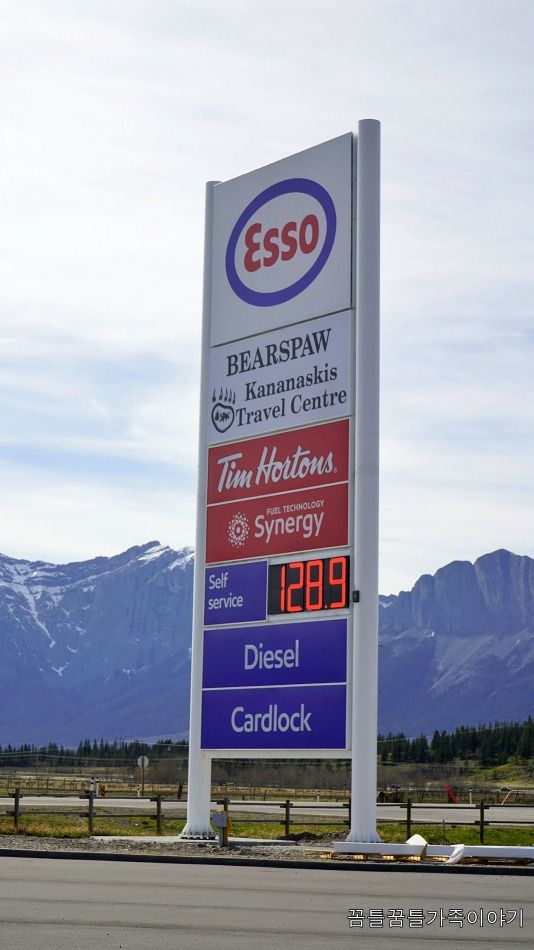 Esso
BEARSPAW
Kananaskis
Travel Centre
Tim Hortons
FUEL TECHNOLOGY
Synergy
Self
service
128.9
Diesel
Cardlock
꼼틀꿈틀가족이야기